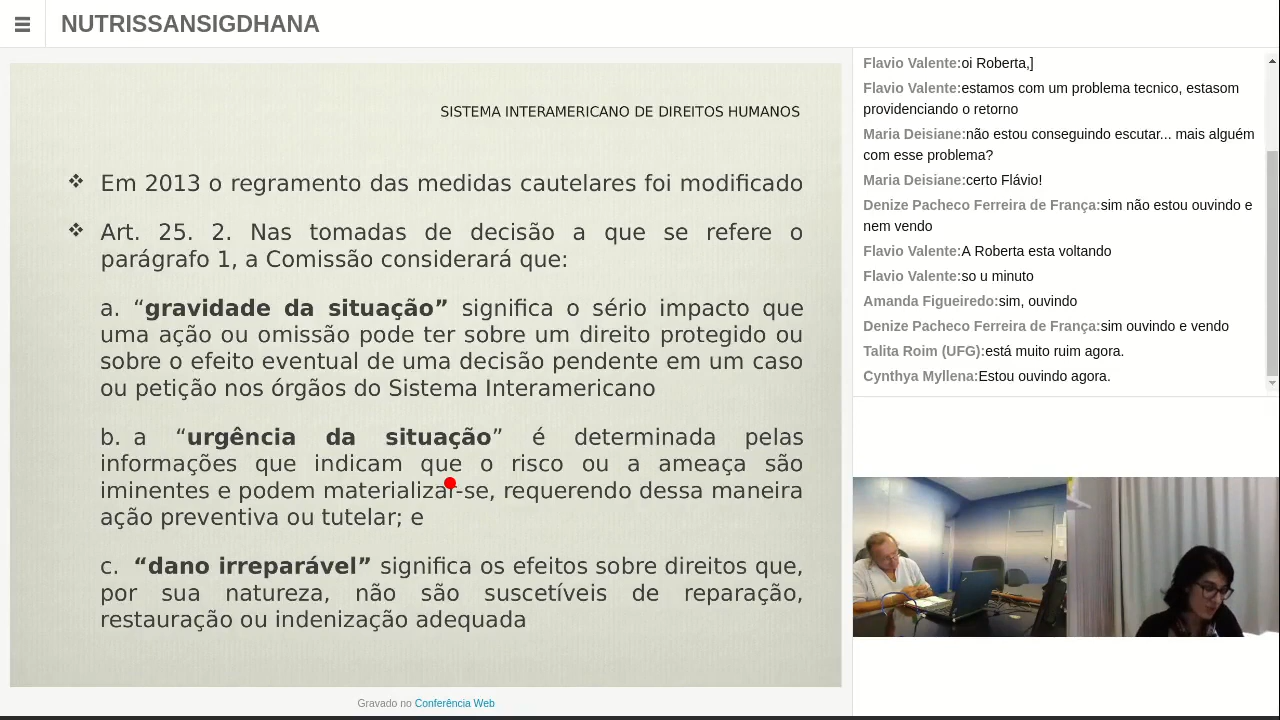 NUTRISSANSIGDHANA
SISTEMA INTERAMERICANO DE DIREITOS HUMANOS
❖ Em 2013 o regramento das medidas cautelares foi modificado
❖ Art. 25. 2. Nas tomadas de decisão a que se refere o
parágrafo 1, a Comissão considerará que:
a. “gravidade da situação” significa o sério impacto que
uma ação ou omissão pode ter sobre um direito protegido ou
sobre o efeito eventual de uma decisão pendente em um caso
ou petição nos órgãos do Sistema Interamericano
b. a “urgência da situação” é determinada pelas
informações que indicam que o risco ou a ameaça são
iminentes e podem materializar-se, requerendo dessa maneira
ação preventiva ou tutelar; e
c. “dano irreparável” significa os efeitos sobre direitos que,
por sua natureza, não são suscetíveis de reparação,
restauração ou indenização adequada
Gravado no Conferência Web
Flavio Valente:oi Roberta,]
Flavio Valente:estamos com um problema tecnico, estasom
providenciando o retorno
Maria Deisiane:não estou conseguindo escutar... mais alguém
com esse problema?
Maria Deisiane:certo Flávio!
Denize Pacheco Ferreira de França:sim não estou ouvindo e
nem vendo
Flavio Valente:A Roberta esta voltando
Flavio Valente:so u minuto
Amanda Figueiredo:sim, ouvindo
Denize Pacheco Ferreira de França:sim ouvindo e vendo
Talita Roim (UFG):está muito ruim agora.
Cynthya Myllena:Estou ouvindo agora.